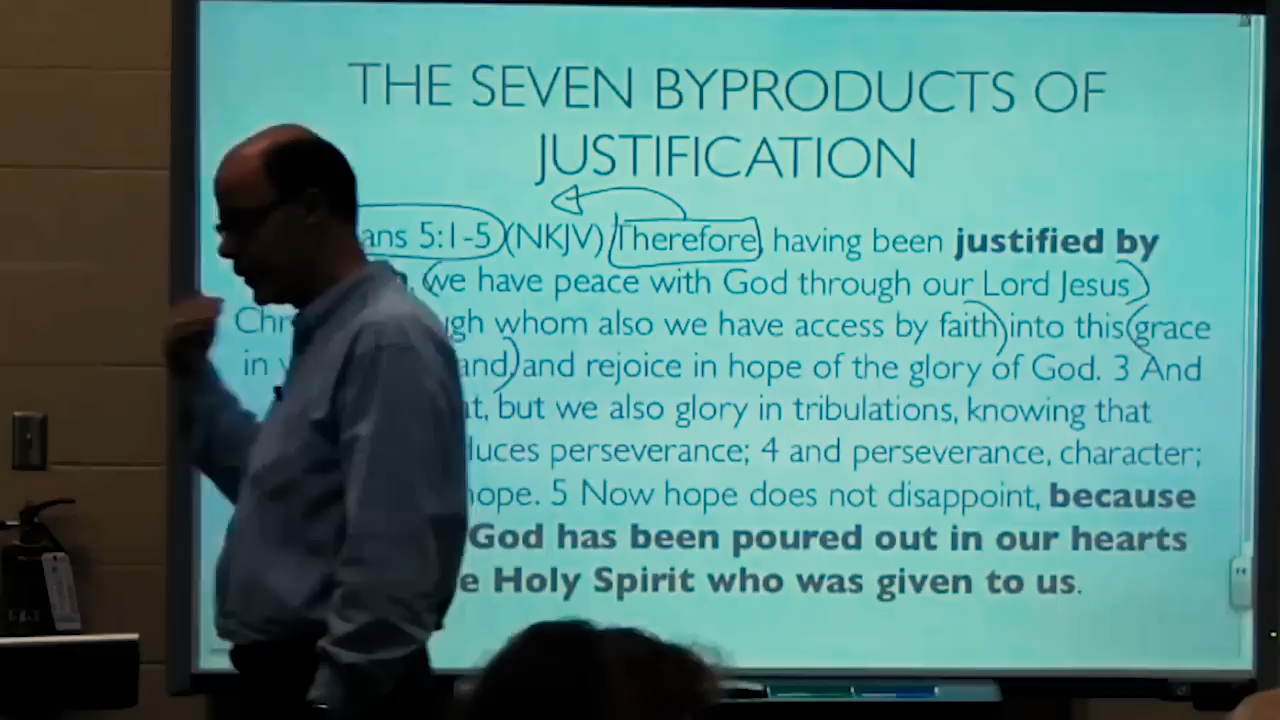 THE SEVEN BYPRODUCTS OF
JUSTIFICATION
ans 5:1-5 (NKJV) Therefore, having been justified by
we have peace with God through our Lord Jesus
Chr gh whom also we have access by faith into this grace
in w and, and rejoice in hope of the glory of God. 3 And
t, but we also glory in tribulations, knowing that
duces perseverance; 4 and perseverance, character;
hope. 5 Now hope does not disappoint, because
God has been poured out in our hearts
e Holy Spirit who was given to us.